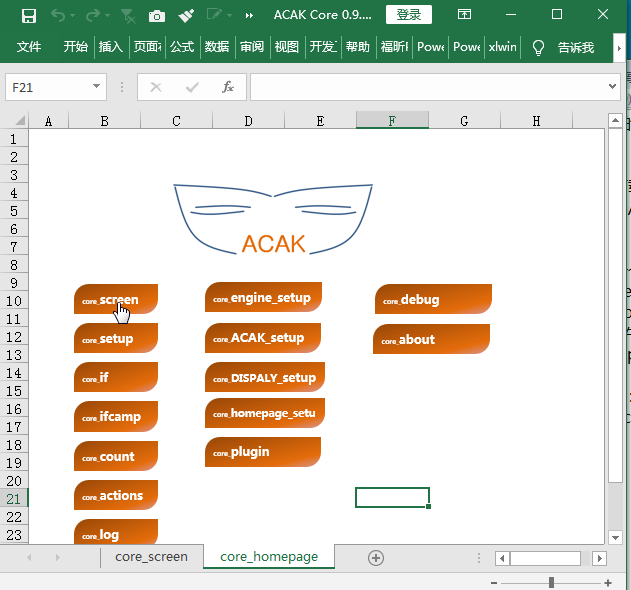 ACAK Core 0.9.... 登录
文件 开始 插入 页面 公式 数据 审阅 视图 开发 帮助 福昕 Powe Powe xlwin 告诉我
F21 fx
A B C D E F G H
1
2
3
4
5
6
7
8
9
10
11
12
13
14
15
16
17
18
19
20
21
22
23
ACAK
core_screen core_engine_setup core_debug
core_setup core_ACAK_setup core_about
core_if core_DISPALY_setup
core_ifcamp core_homepage_setu
core_count core_plugin
core_actions
core_log
core_screen core_homepage